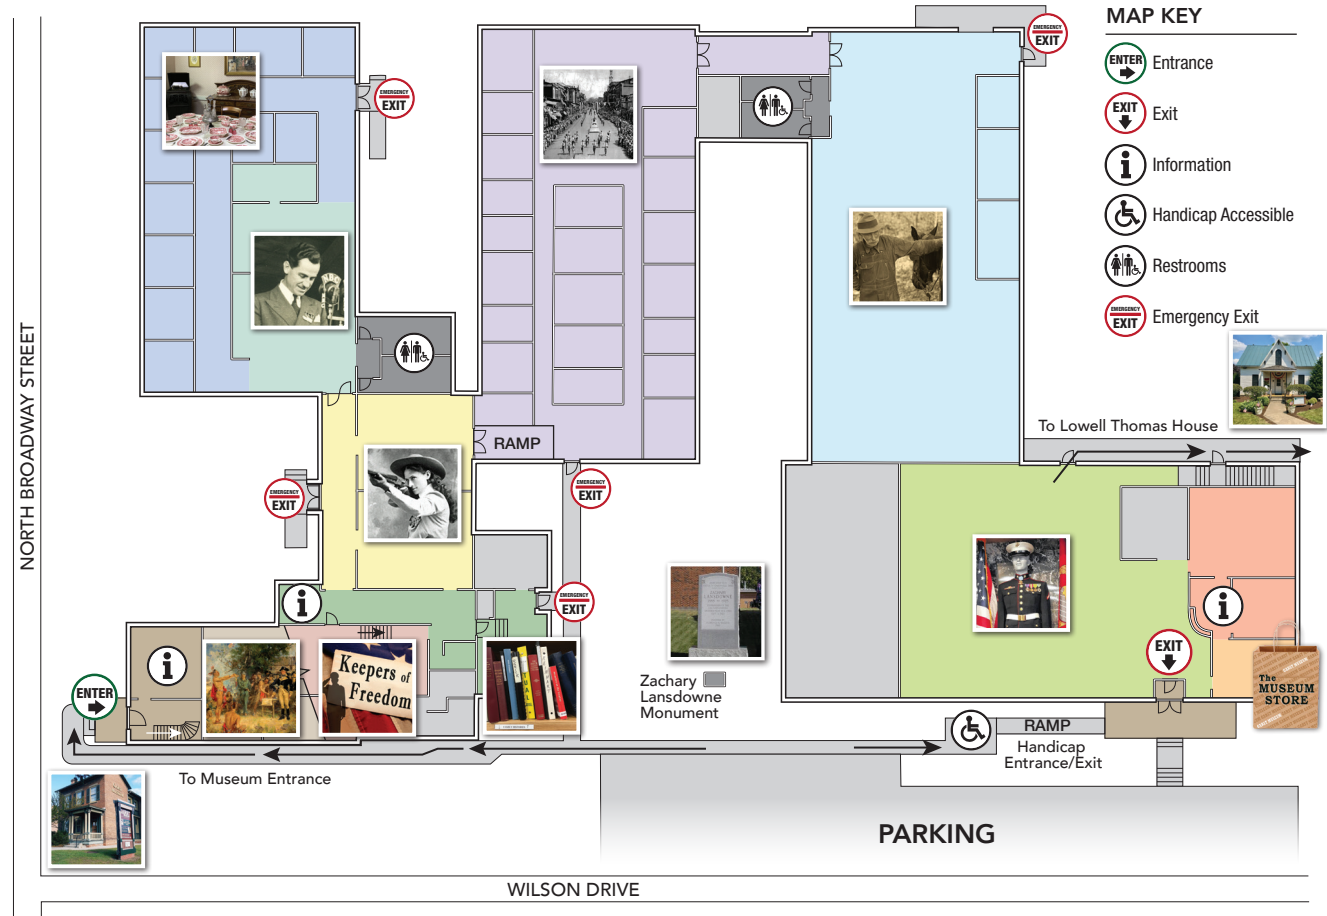 MAP KEY
ENTER
Entrance
EXIT
Exit
Information
Handicap Accessible
Restrooms
EMERGENCY
EXIT
Emergency Exit
EMERGENCY
EXIT
EMERGENCY
EXIT
NBC
NORTH BROADWAY STREET
RAMP
EMERGENCY
EXIT
EMERGENCY
EXIT
EMERGENCY
EXIT
To Lowell Thomas House
ENTER
Keepers of
Freedom
Zachary
Lansdowne
Monument
EXIT
The
MUSEUM
STORE
RAMP
Handicap
Entrance/Exit
To Museum Entrance
PARKING
WILSON DRIVE